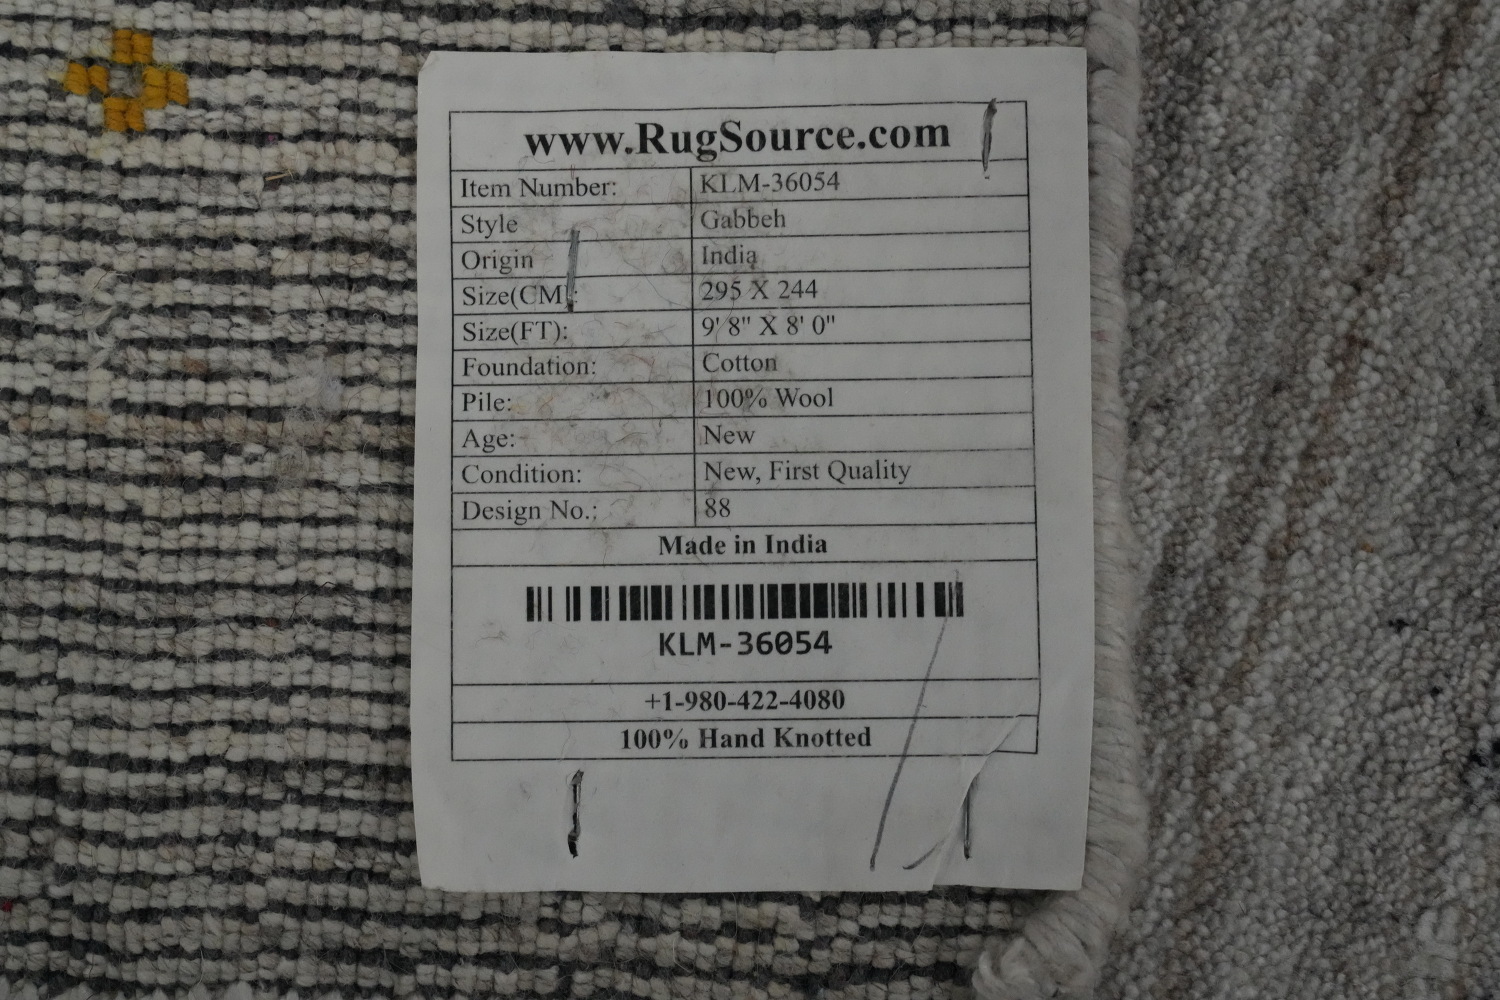 www.RugSource.com
Item Number: KLM-36054
Style Gabbeh
Origin India
Size(CM): 295 X 244
Size(FT): 9' 8" X 8' 0"
Foundation: Cotton
Pile: 100% Wool
Age: New
Condition: New, First Quality
Design No.: 88
Made in India
KLM-36054
+1-980-422-4080
100% Hand Knotted